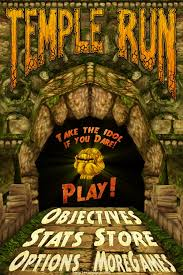 TEMPLE RUN
TAKE THE IDOL
IF YOU DARE!
PLAY!
OBJECTIVES
STATS STORE
OPTIONS MOREGAMES